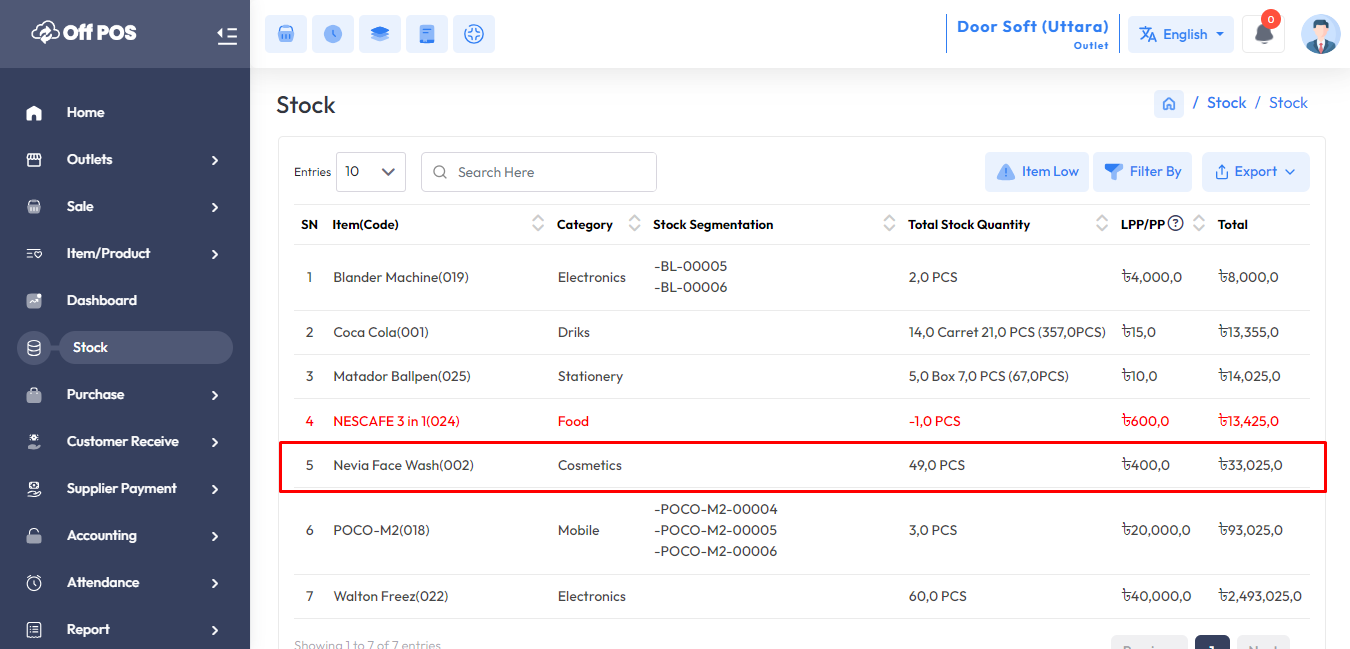 Off POS
Door Soft (Uttara)
Outlet
English
0
Home
Outlets
Sale
Item/Product
Dashboard
Stock
Purchase
Customer Receive
Supplier Payment
Accounting
Attendance
Report
Stock
/ Stock / Stock
Entries 10 Search Here Item Low Filter By Export
SN Item(Code) Category Stock Segmentation Total Stock Quantity LPP/PP ? Total
1 Blander Machine(019) Electronics -BL-00005 2,0 PCS ৳4,000,0 ৳8,000,0
-BL-00006
2 Coca Cola(001) Driks 14,0 Carret 21,0 PCS (357,0PCS) ৳15,0 ৳13,355,0
3 Matador Ballpen(025) Stationery 5,0 Box 7,0 PCS (67,0PCS) ৳10,0 ৳14,025,0
4 NESCAFE 3 in 1(024) Food -1,0 PCS ৳600,0 ৳13,425,0
5 Nevia Face Wash(002) Cosmetics 49,0 PCS ৳400,0 ৳33,025,0
-POCO-M2-00004
6 POCO-M2(018) Mobile -POCO-M2-00005 3,0 PCS ৳20,000,0 ৳93,025,0
-POCO-M2-00006
7 Walton Freez(022) Electronics 60,0 PCS ৳40,000,0 ৳2,493,025,0
Showing 1 to 7 of 7 entries